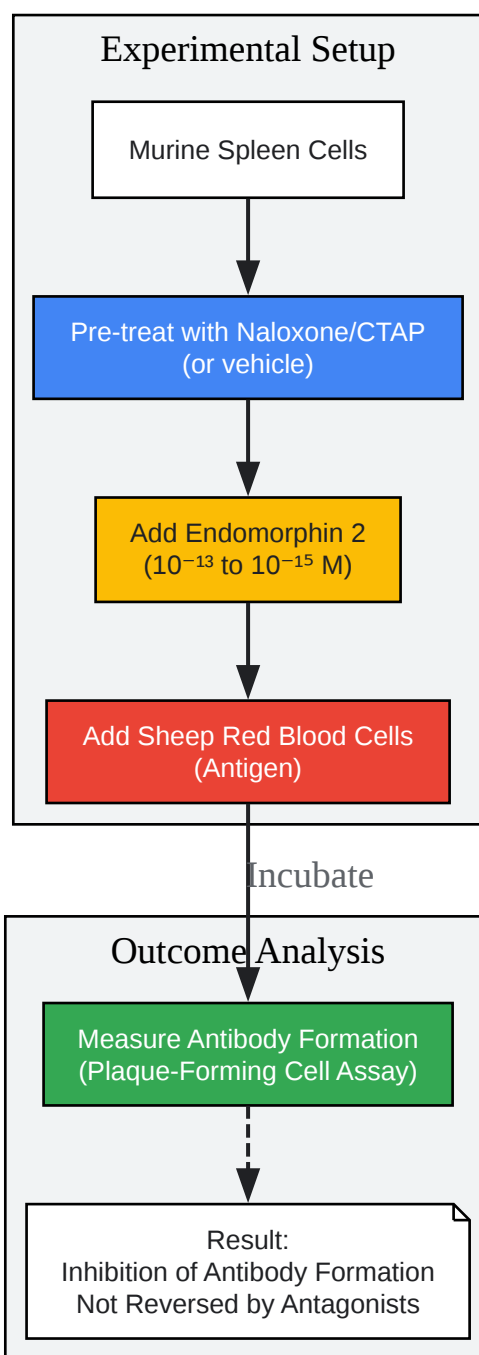 Experimental Setup
Murine Spleen Cells
Pre-treat with Naloxone/CTAP
(or vehicle)
Add Endomorphin 2
(10⁻¹³ to 10⁻¹⁵ M)
Add Sheep Red Blood Cells
(Antigen)
Incubate
Outcome Analysis
Measure Antibody Formation
(Plaque-Forming Cell Assay)
Result:
Inhibition of Antibody Formation
Not Reversed by Antagonists